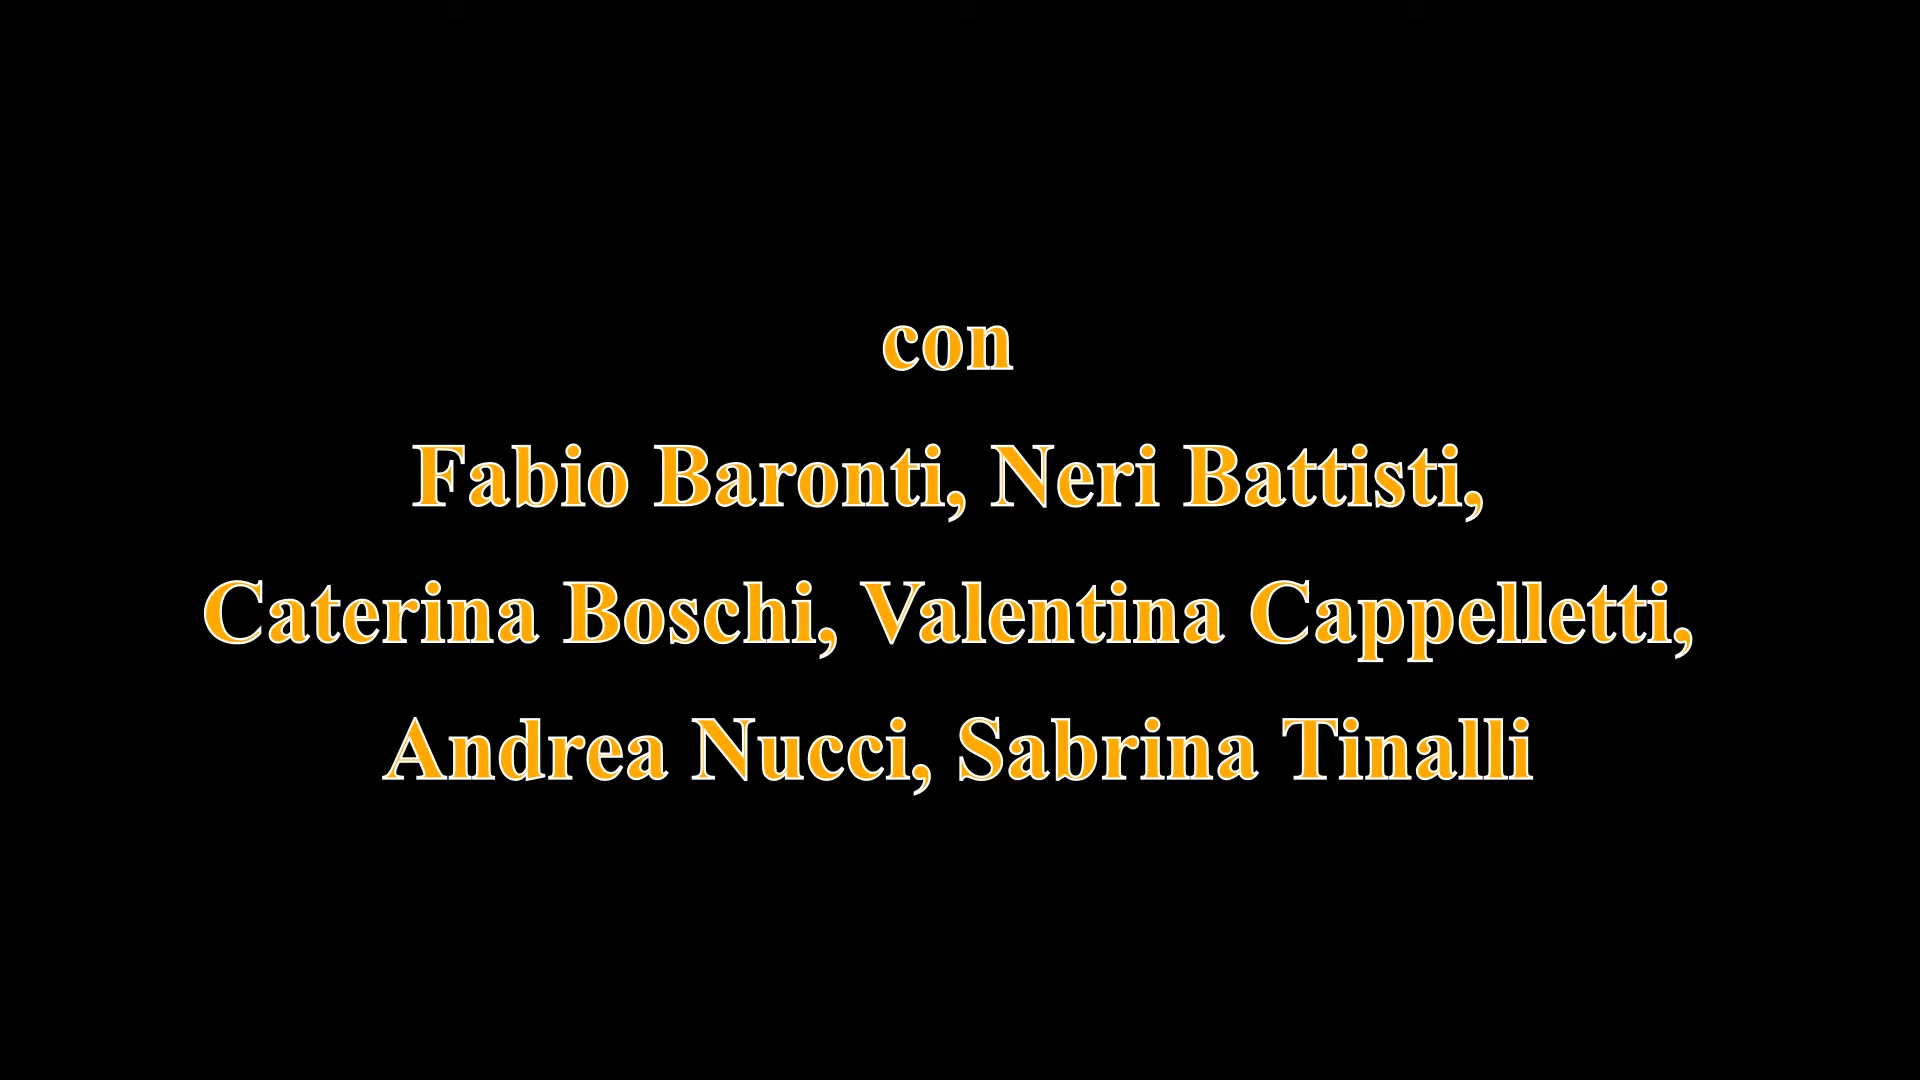 con
Fabio Baronti, Neri Battisti,
Caterina Boschi, Valentina Cappelletti,
Andrea Nucci, Sabrina Tinalli